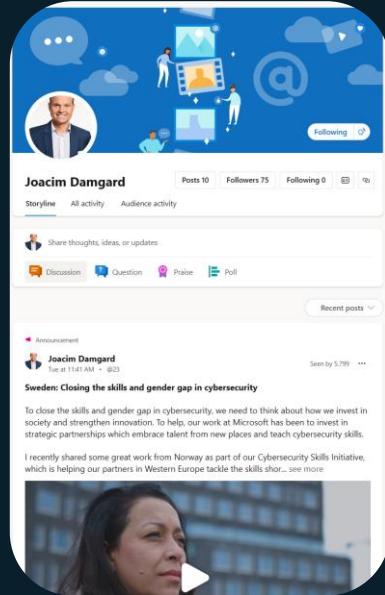 Following
Joacim Damgard
Posts 10 Followers 75 Following 0
Storyline All activity Audience activity
Share thoughts, ideas, or updates
Discussion Question Praise Poll
Recent posts
Announcement
Joacim Damgard
Tue at 11:41 AM • @23
Seen by 5.799 •••
Sweden: Closing the skills and gender gap in cybersecurity
To close the skills and gender gap in cybersecurity, we need to think about how we invest in
society and strengthen innovation. To help, our work at Microsoft has been to invest in
strategic partnerships which embrace talent from new places and teach cybersecurity skills.
I recently shared some great work from Norway as part of our Cybersecurity Skills Initiative,
which is helping our partners in Western Europe tackle the skills shor... see more